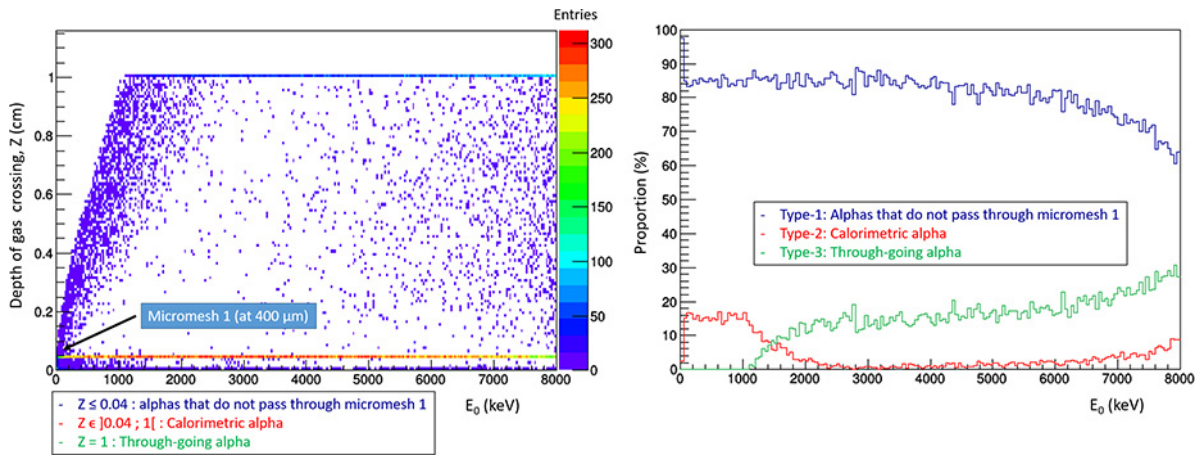 Entries
Depth of gas crossing, Z (cm)
1
0.8
0.6
0.4
0.2
0
300
250
200
150
100
50
0
Micromesh 1 (at 400 µm)
0 1000 2000 3000 4000 5000 6000 7000 8000
E0 (keV)
- Z ≤ 0.04 : alphas that do not pass through micromesh 1
- Z ϵ ]0.04 ; 1[ : Calorimetric alpha
- Z = 1 : Through-going alpha
Proportion (%)
100
90
80
70
60
50
40
30
20
10
0
Type-1: Alphas that do not pass through micromesh 1
Type-2: Calorimetric alpha
Type-3: Through-going alpha
0 1000 2000 3000 4000 5000 6000 7000 8000
E0 (keV)